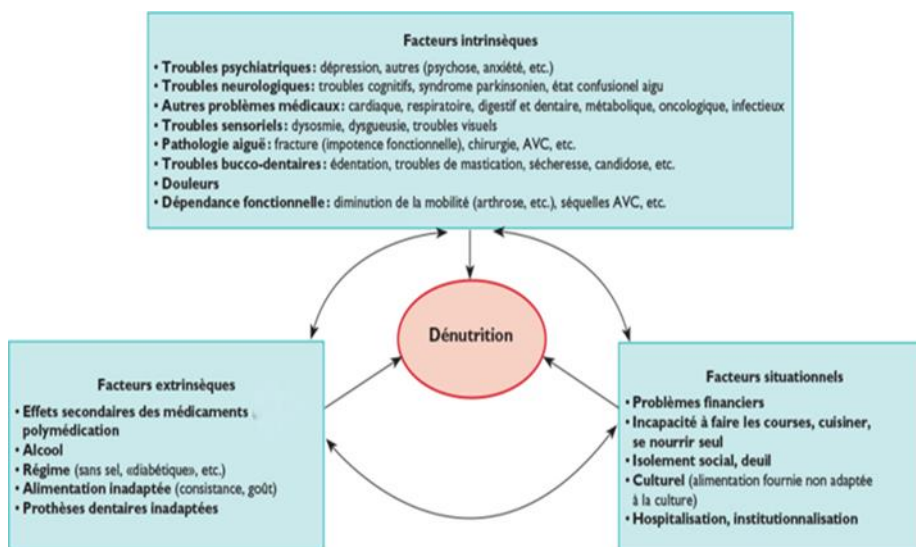 Facteurs intrinsèques
• Troubles psychiatriques : dépression, autres (psychose, anxiété, etc.)
• Troubles neurologiques : troubles cognitifs, syndrome parkinsonien, état confusionel aigu
• Autres problèmes médicaux : cardiaque, respiratoire, digestif et dentaire, métabolique, oncologique, infectieux
• Troubles sensoriels : dysosmie, dysgueusie, troubles visuels
• Pathologie aiguë : fracture (impotence fonctionnelle), chirurgie, AVC, etc.
• Troubles bucco-dentaires : édentation, troubles de mastication, sécheresse, candidose, etc.
• Douleurs
• Dépendance fonctionnelle : diminution de la mobilité (arthrose, etc.), séquelles AVC, etc.
Dénutrition
Facteurs extrinsèques
• Effets secondaires des médicaments
polymédication
• Alcool
• Régime (sans sel, «diabétique», etc.)
• Alimentation inadaptée (consistance, goût)
• Prothèses dentaires inadaptées
Facteurs situationnels
• Problèmes financiers
• Incapacité à faire les courses, cuisiner,
se nourrir seul
• Isolement social, deuil
• Culturel (alimentation fournie non adaptée
à la culture)
• Hospitalisation, institutionnalisation